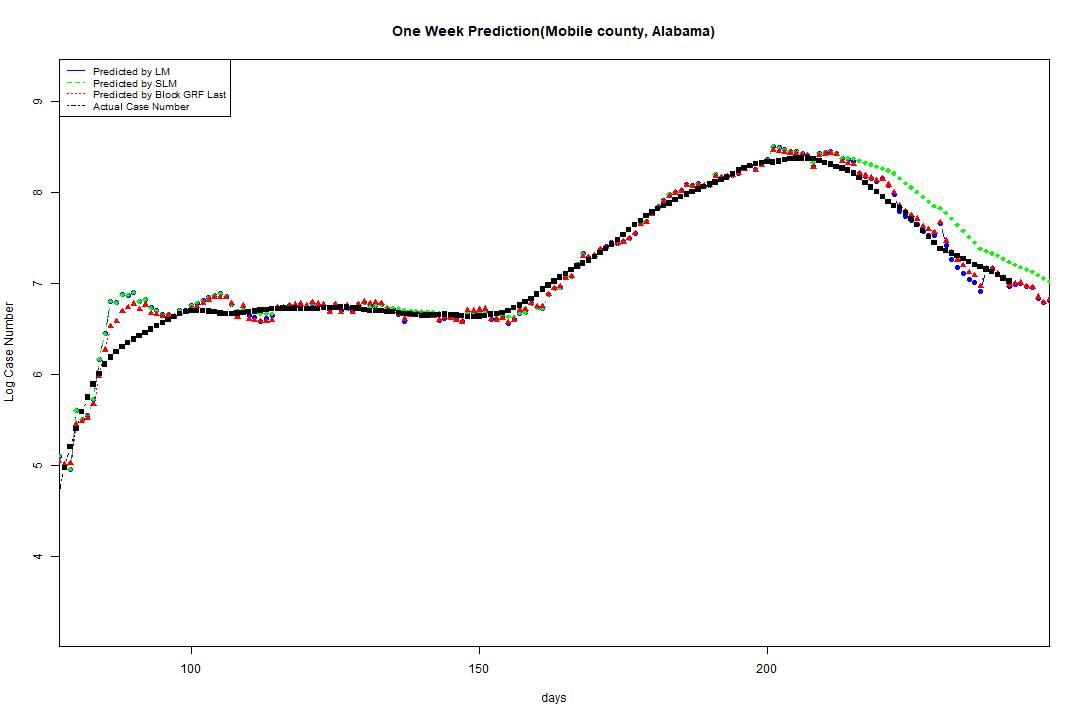 One Week Prediction(Mobile county, Alabama)
Predicted by LM
Predicted by SLM
Predicted by Block GRF Last
Actual Case Number
9
8
7
6
5
4
Log Case Number
100 150 200
days